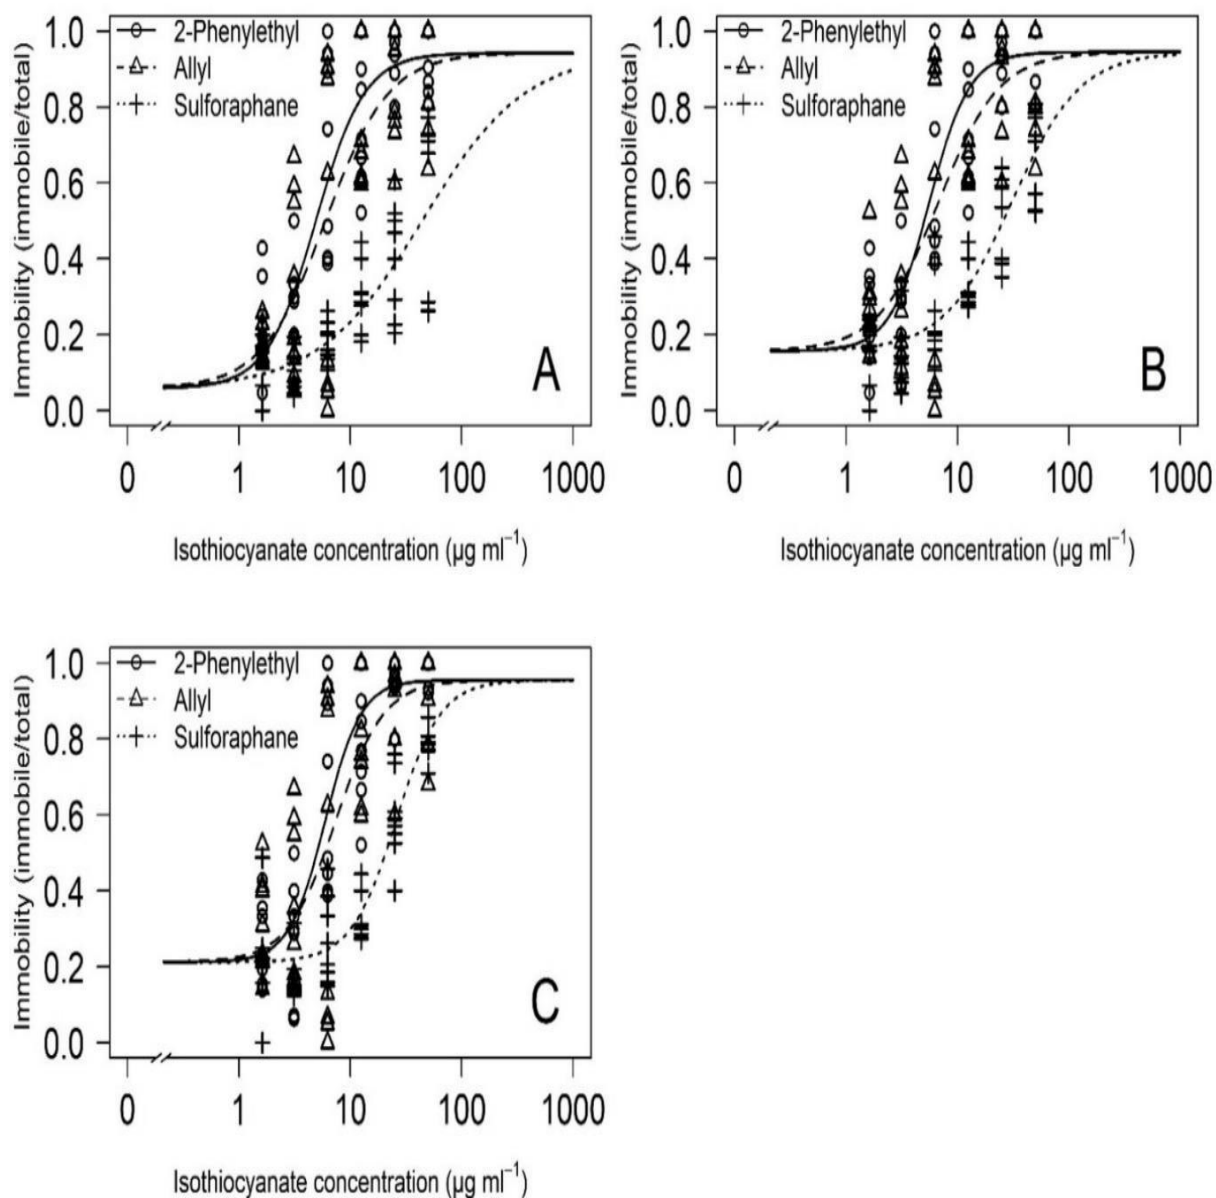 Immobility (immobile/total)
1.0
0.8
0.6
0.4
0.2
0.0
2-Phenylethyl
Allyl
Sulforaphane
A
0 1 10 100 1000
Isothiocyanate concentration (µg ml⁻¹)
Immobility (immobile/total)
1.0
0.8
0.6
0.4
0.2
0.0
2-Phenylethyl
Allyl
Sulforaphane
B
0 1 10 100 1000
Isothiocyanate concentration (µg ml⁻¹)
Immobility (immobile/total)
1.0
0.8
0.6
0.4
0.2
0.0
2-Phenylethyl
Allyl
Sulforaphane
C
0 1 10 100 1000
Isothiocyanate concentration (µg ml⁻¹)